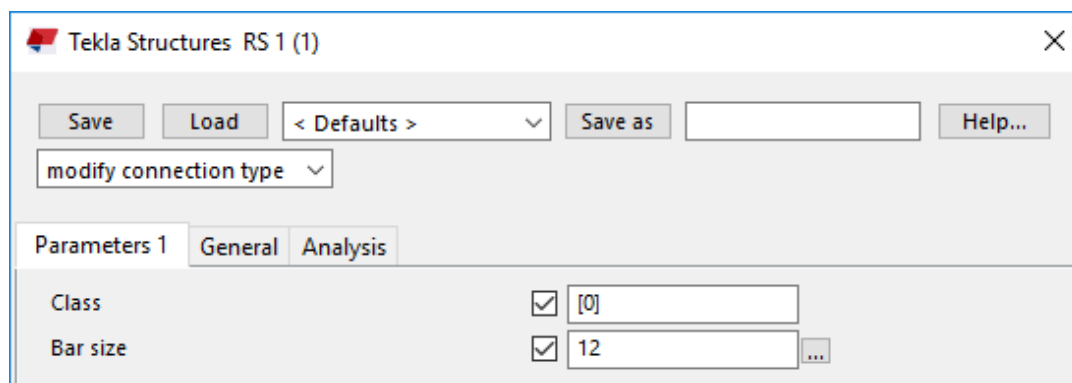 Tekla Structures RS 1 (1)
Save Load < Defaults > Save as Help...
modify connection type
Parameters 1 General Analysis
Class [0]
Bar size 12 ...